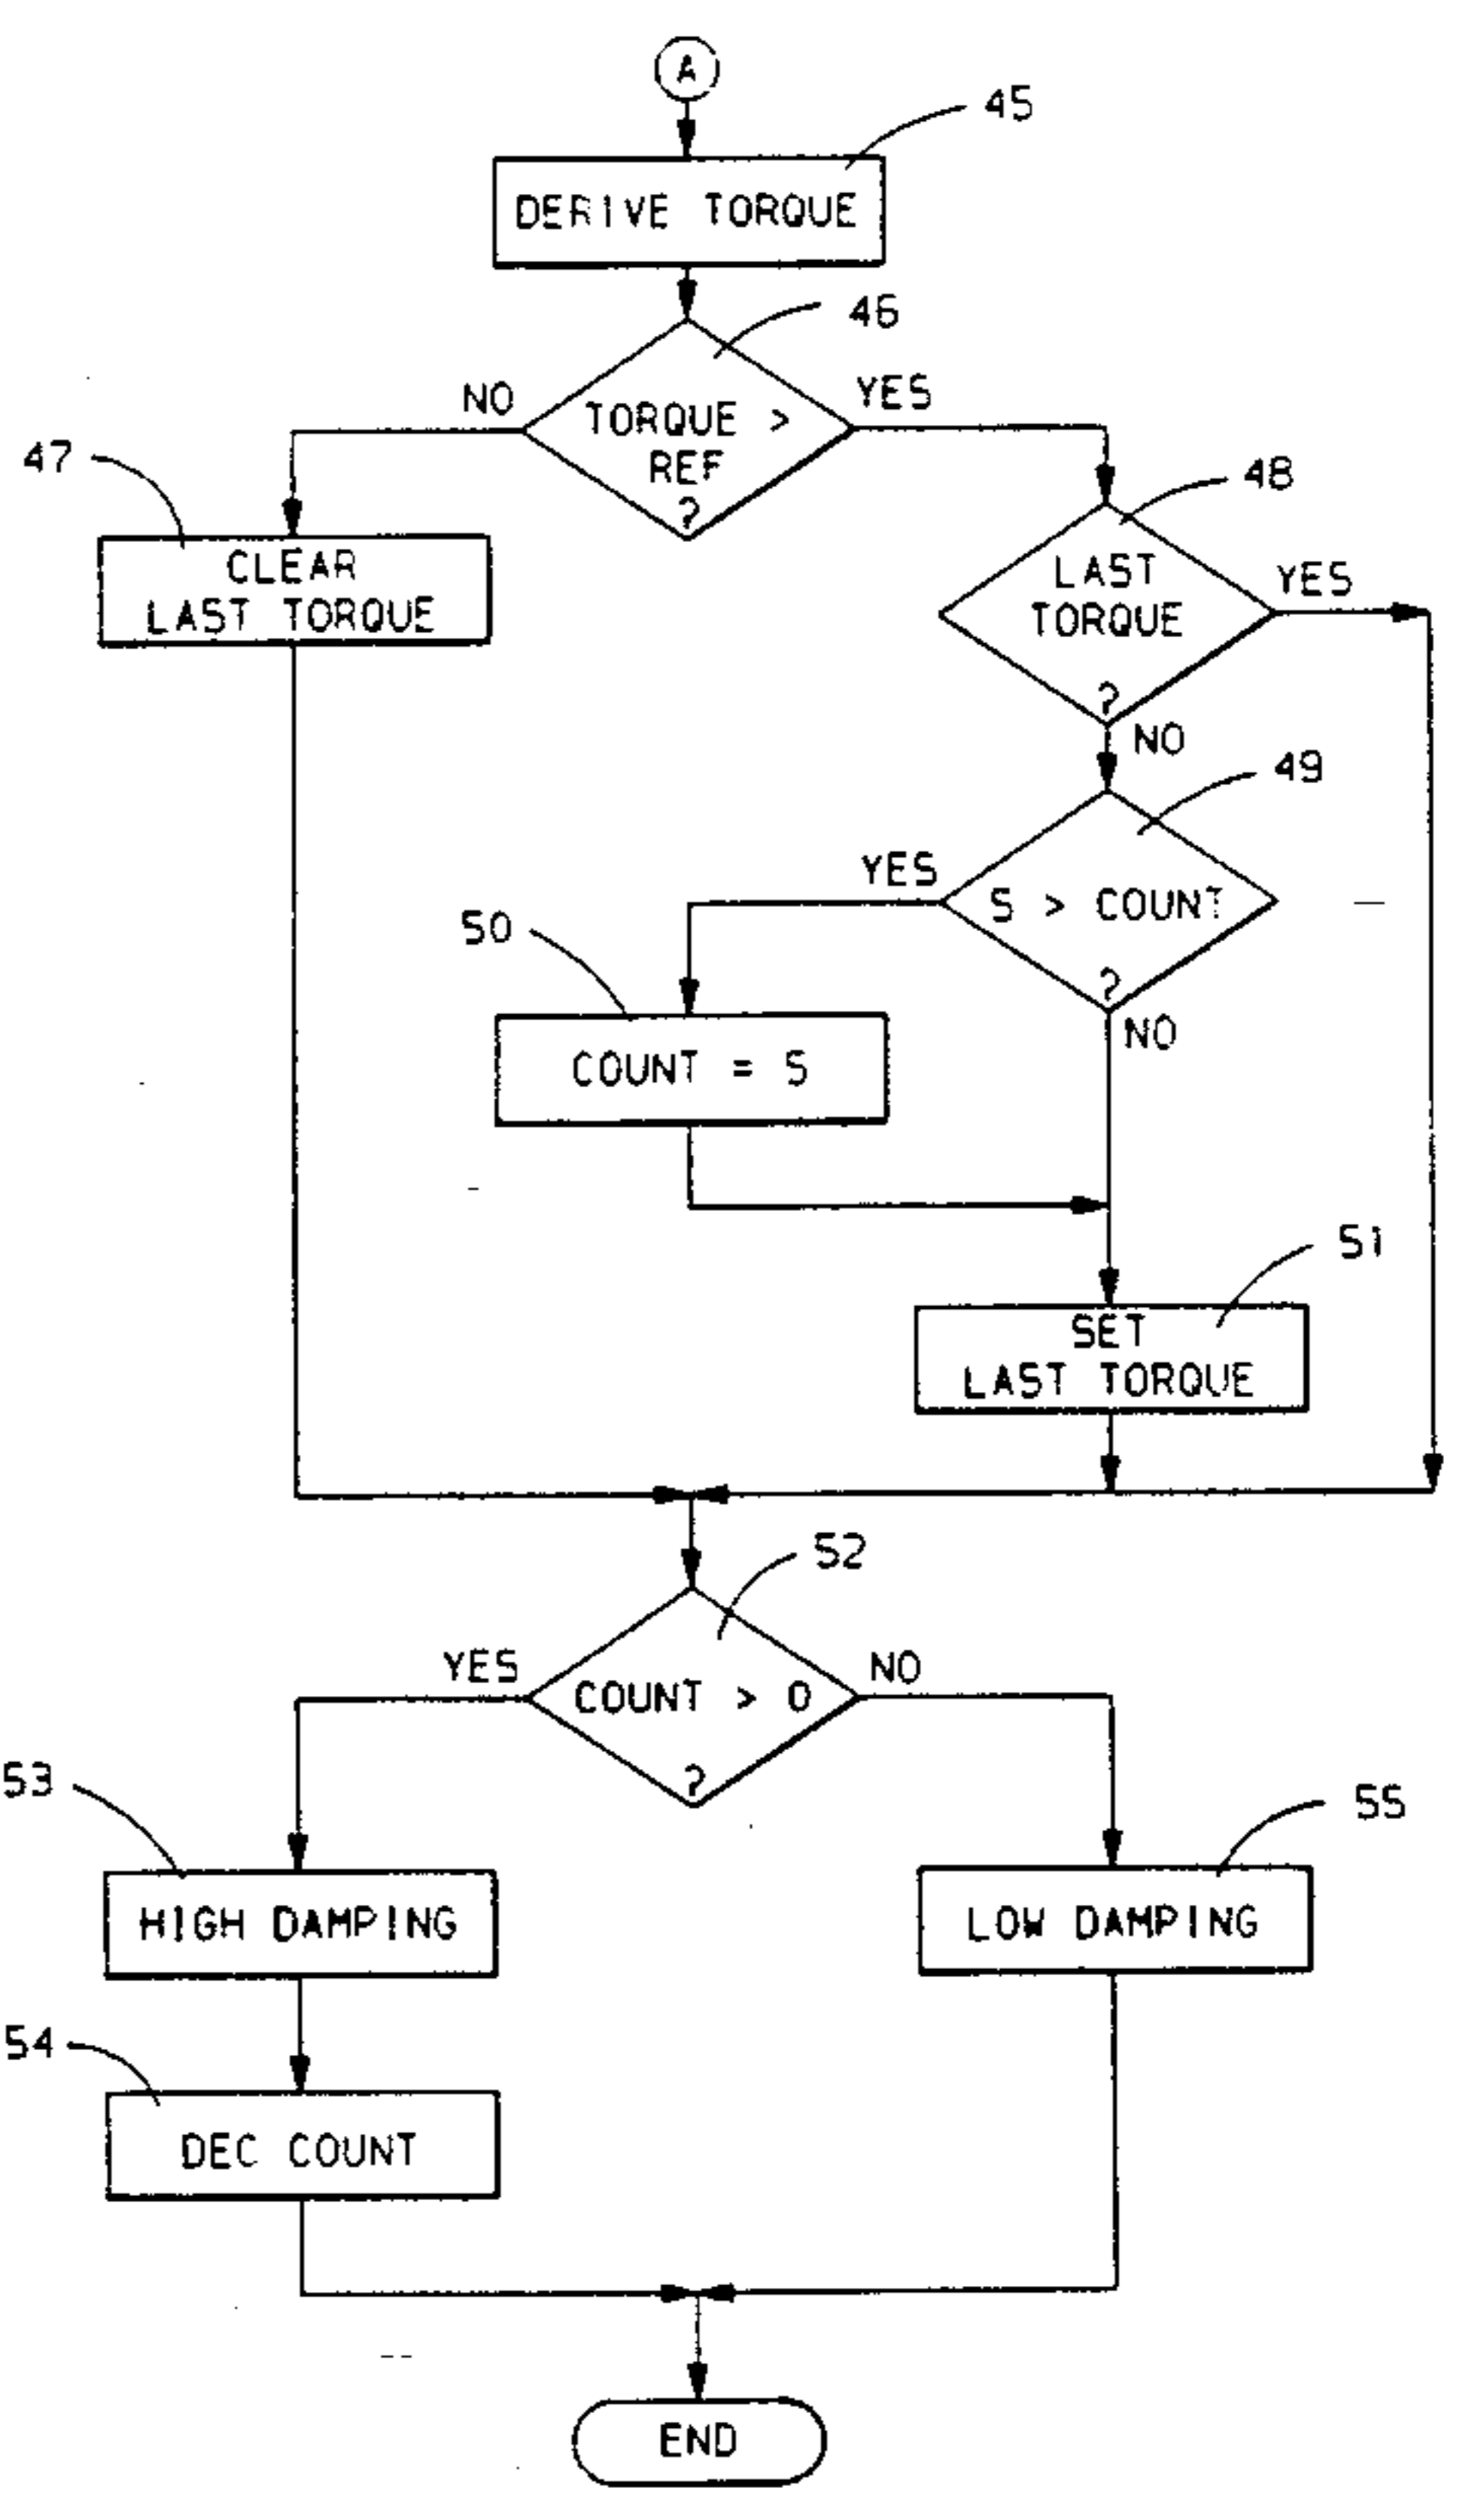 A
45
DERIVE TORQUE
46
NO
YES
TORQUE >
REF
?
47
48
CLEAR
LAST TORQUE
LAST
TORQUE
?
YES
NO
49
YES
S > COUNT
?
50
NO
COUNT = S
51
SET
LAST TORQUE
52
YES
NO
COUNT > 0
?
53
55
HIGH DAMPING
LOW DAMPING
54
DEC COUNT
END